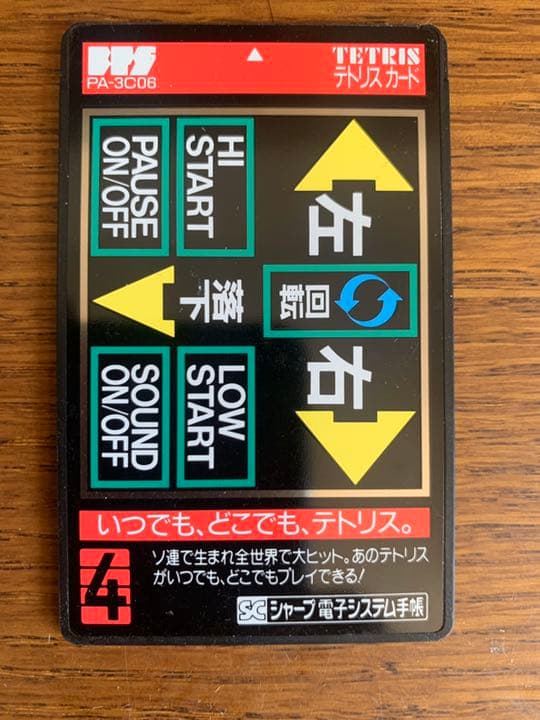 BPS
PA-3C06
TETRIS
テトリスカード
左
回転
右
HI
START
落下
LOW
START
PAUSE
ON/OFF
SOUND
ON/OFF
いつでも、どこでも、テトリス。
ソ連で生まれ全世界で大ヒット。あのテトリス
がいつでも、どこでもプレイできる!
SC シャープ電子システム手帳